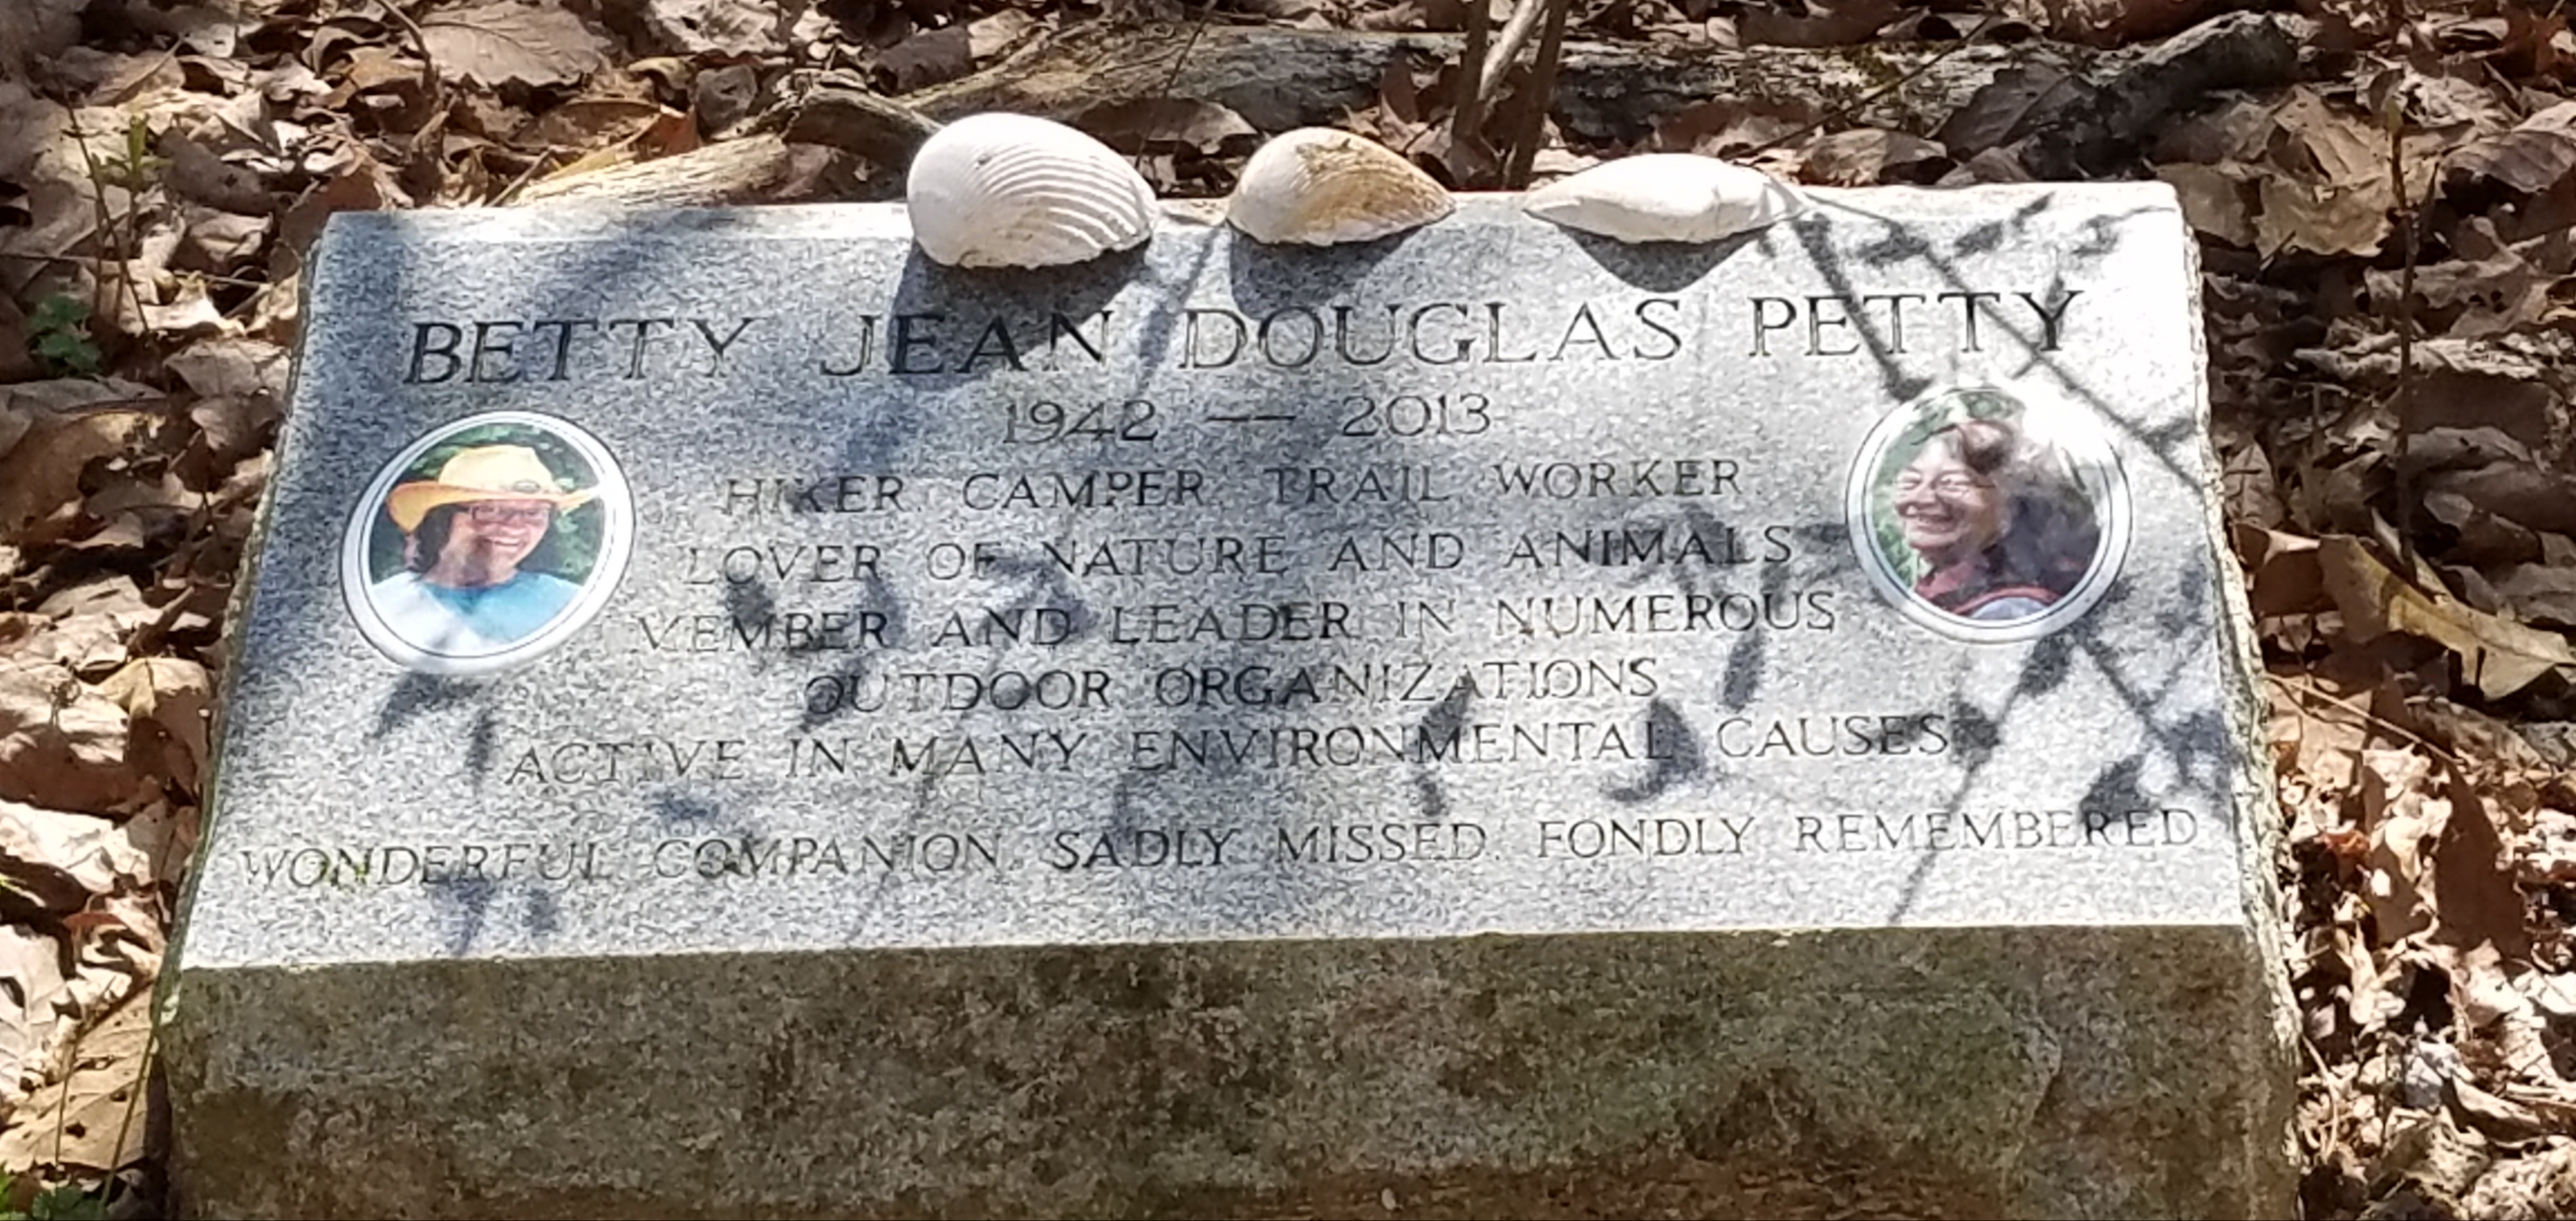 BETTY JEAN DOUGLAS PETTY
1942 — 2013
HIKER CAMPER TRAIL WORKER
LOVER OF NATURE AND ANIMALS
MEMBER AND LEADER IN NUMEROUS
OUTDOOR ORGANIZATIONS
ACTIVE IN MANY ENVIRONMENTAL CAUSES
WONDERFUL COMPANION. SADLY MISSED. FONDLY REMEMBERED